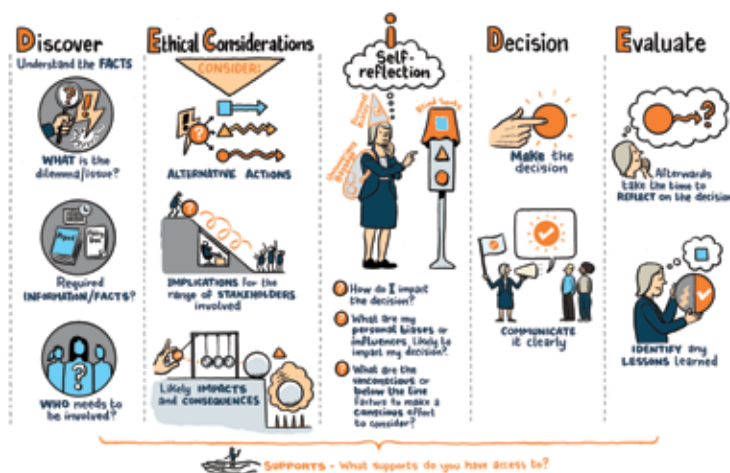 Discover
Understand the FACTS
WHAT is the
dilemma/issue?
Required
INFORMATION/FACTS?
WHO needs to
be involved?
Ethical Considerations
CONSIDER:
ALTERNATIVE ACTIONS
IMPLICATIONS for the
range of STAKEHOLDERS
involved
Likely IMPACTS
and CONSEQUENCES
i
Self-
reflection
Blind Spots
How do I impact
the decision?
What are my
personal biases or
influencers, likely to
impact my decision?
What are the
unconscious or
below the line
factors to make a
conscious effort
to consider?
Decision
Make the
decision
COMMUNICATE
it clearly
Evaluate
Afterwards
take the time to
REFLECT on the decision
IDENTIFY any
LESSONS learned
SUPPORTS - What supports do you have access to?